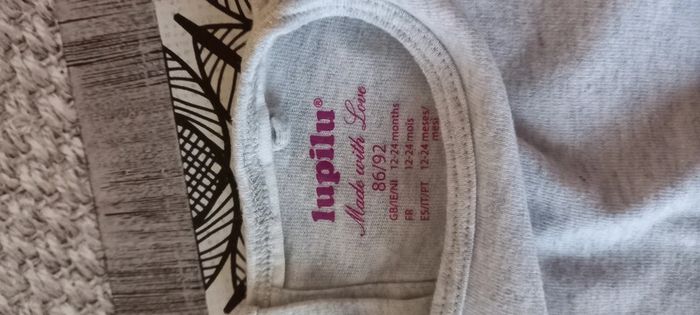 lupilu®
Made with Love
86/92
GB/IE/NI 12-24 months
FR 12-24 mois
ES/IT/PT 12-24 meses/
mesi